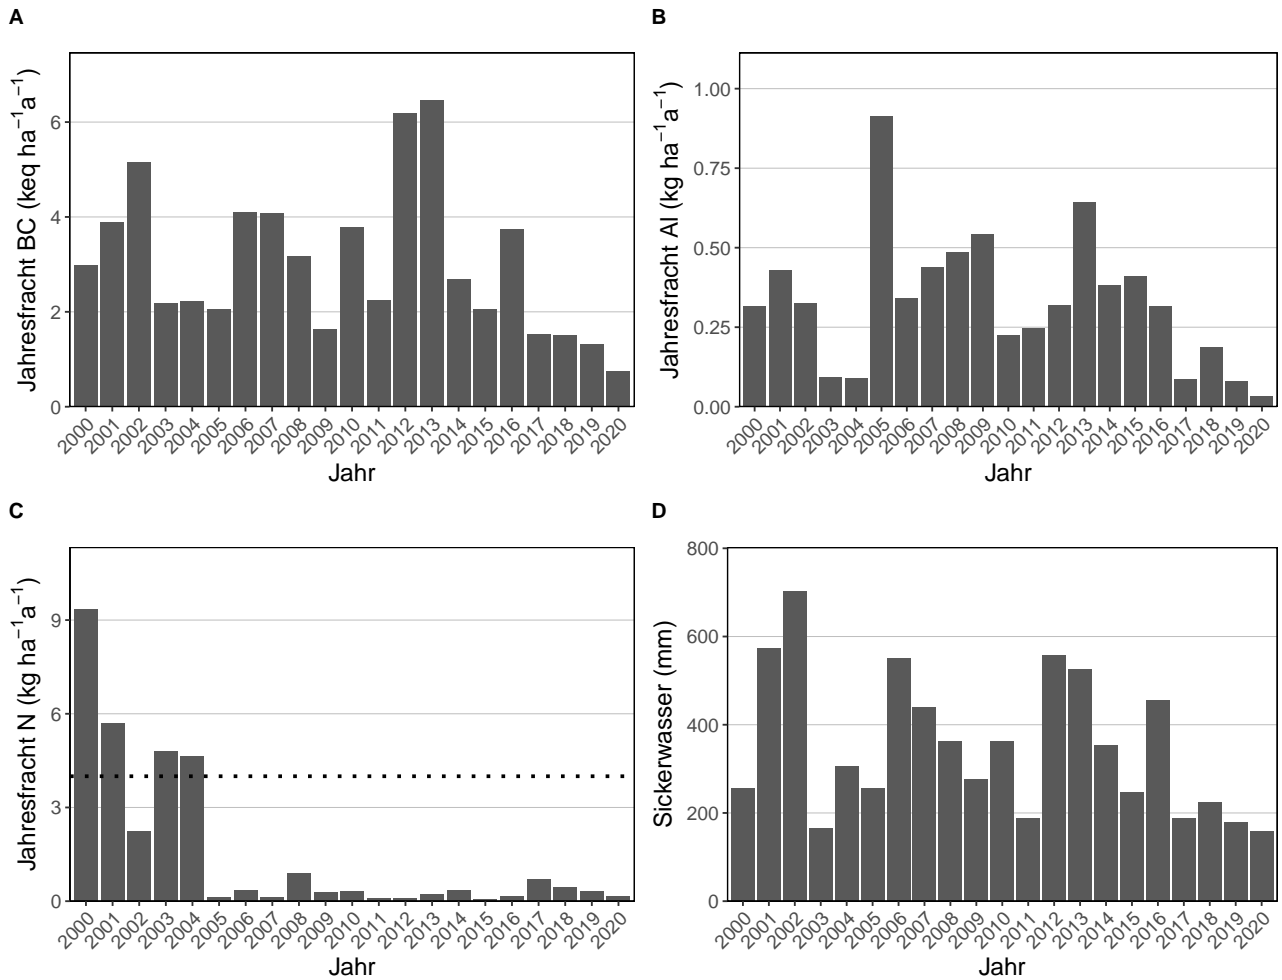 A
Jahresfracht BC (keq ha⁻¹a⁻¹)
6
4
2
0
2000 2001 2002 2003 2004 2005 2006 2007 2008 2009 2010 2011 2012 2013 2014 2015 2016 2017 2018 2019 2020
Jahr
B
Jahresfracht Al (kg ha⁻¹a⁻¹)
1.00
0.75
0.50
0.25
0.00
2000 2001 2002 2003 2004 2005 2006 2007 2008 2009 2010 2011 2012 2013 2014 2015 2016 2017 2018 2019 2020
Jahr
C
Jahresfracht N (kg ha⁻¹a⁻¹)
9
6
3
0
2000 2001 2002 2003 2004 2005 2006 2007 2008 2009 2010 2011 2012 2013 2014 2015 2016 2017 2018 2019 2020
Jahr
D
Sickerwasser (mm)
800
600
400
200
0
2000 2001 2002 2003 2004 2005 2006 2007 2008 2009 2010 2011 2012 2013 2014 2015 2016 2017 2018 2019 2020
Jahr